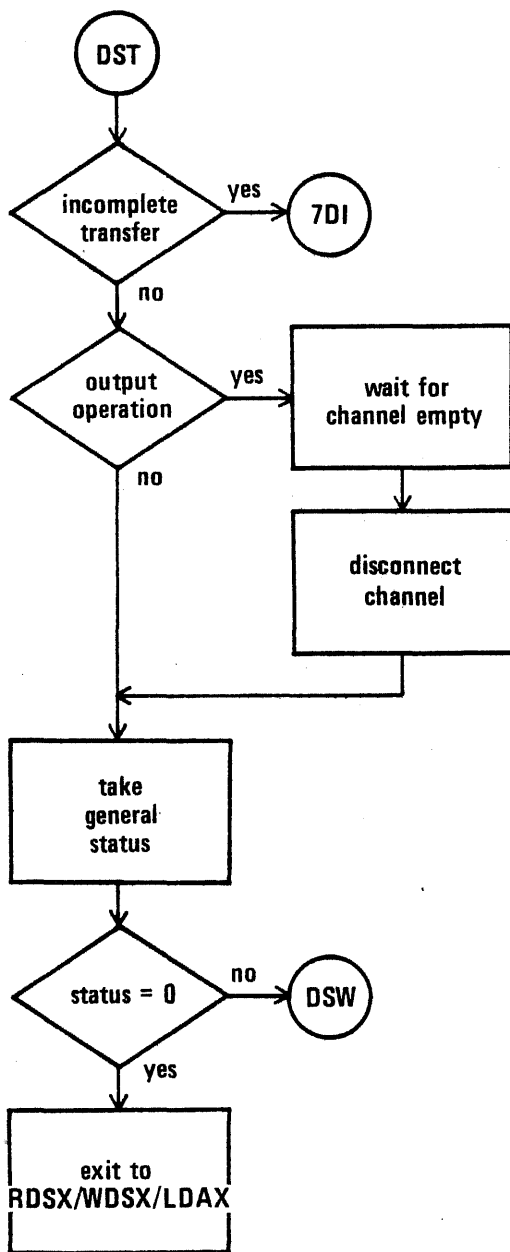 DST
incomplete
transfer
yes
7DI
no
output
operation
yes
wait for
channel empty
no
disconnect
channel
take
general
status
status = 0
no
DSW
yes
exit to
RDSX/WDSX/LDAX